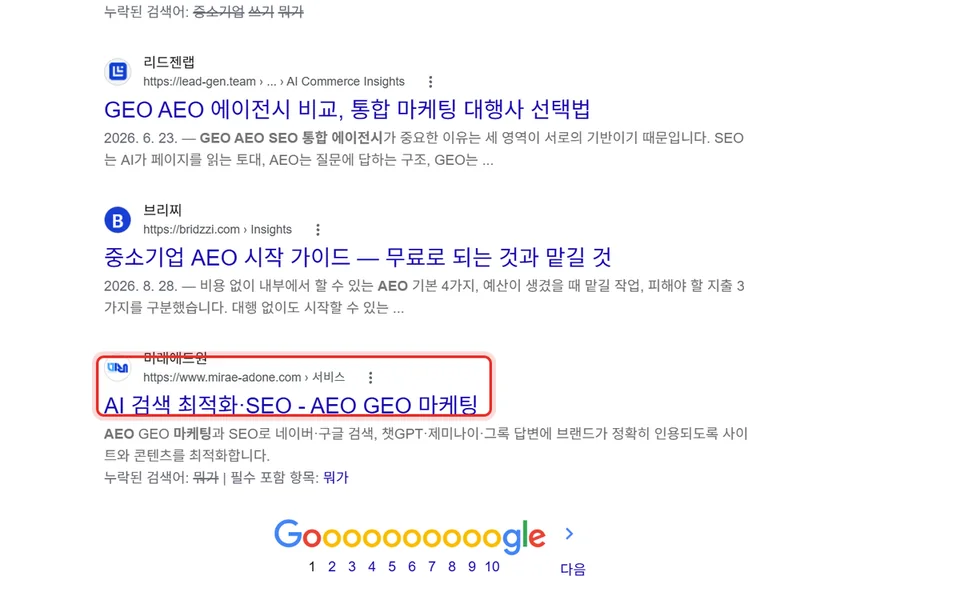 누락된 검색어: 중소기업 쓰기 뭐가
리드젠랩
https://lead-gen.team › ... › AI Commerce Insights
GEO AEO 에이전시 비교, 통합 마케팅 대행사 선택법
2026. 6. 23. — GEO AEO SEO 통합 에이전시가 중요한 이유는 세 영역이 서로의 기반이기 때문입니다. SEO
는 AI가 페이지를 읽는 토대, AEO는 질문에 답하는 구조, GEO는 ...
B
브리찌
https://bridzzi.com › Insights
중소기업 AEO 시작 가이드 — 무료로 되는 것과 맡길 것
2026. 8. 28. — 비용 없이 내부에서 할 수 있는 AEO 기본 4가지, 예산이 생겼을 때 맡길 작업, 피해야 할 지출 3
가지를 구분했습니다. 대행 없이도 시작할 수 있는 ...
미래애드원
https://www.mirae-adone.com › 서비스
AI 검색 최적화·SEO - AEO GEO 마케팅
AEO GEO 마케팅과 SEO로 네이버·구글 검색, 챗GPT·제미나이·그록 답변에 브랜드가 정확히 인용되도록 사이
트와 콘텐츠를 최적화합니다.
누락된 검색어: 뭐가 | 필수 포함 항목: 뭐가
Goooooooooogle
1 2 3 4 5 6 7 8 9 10 다음